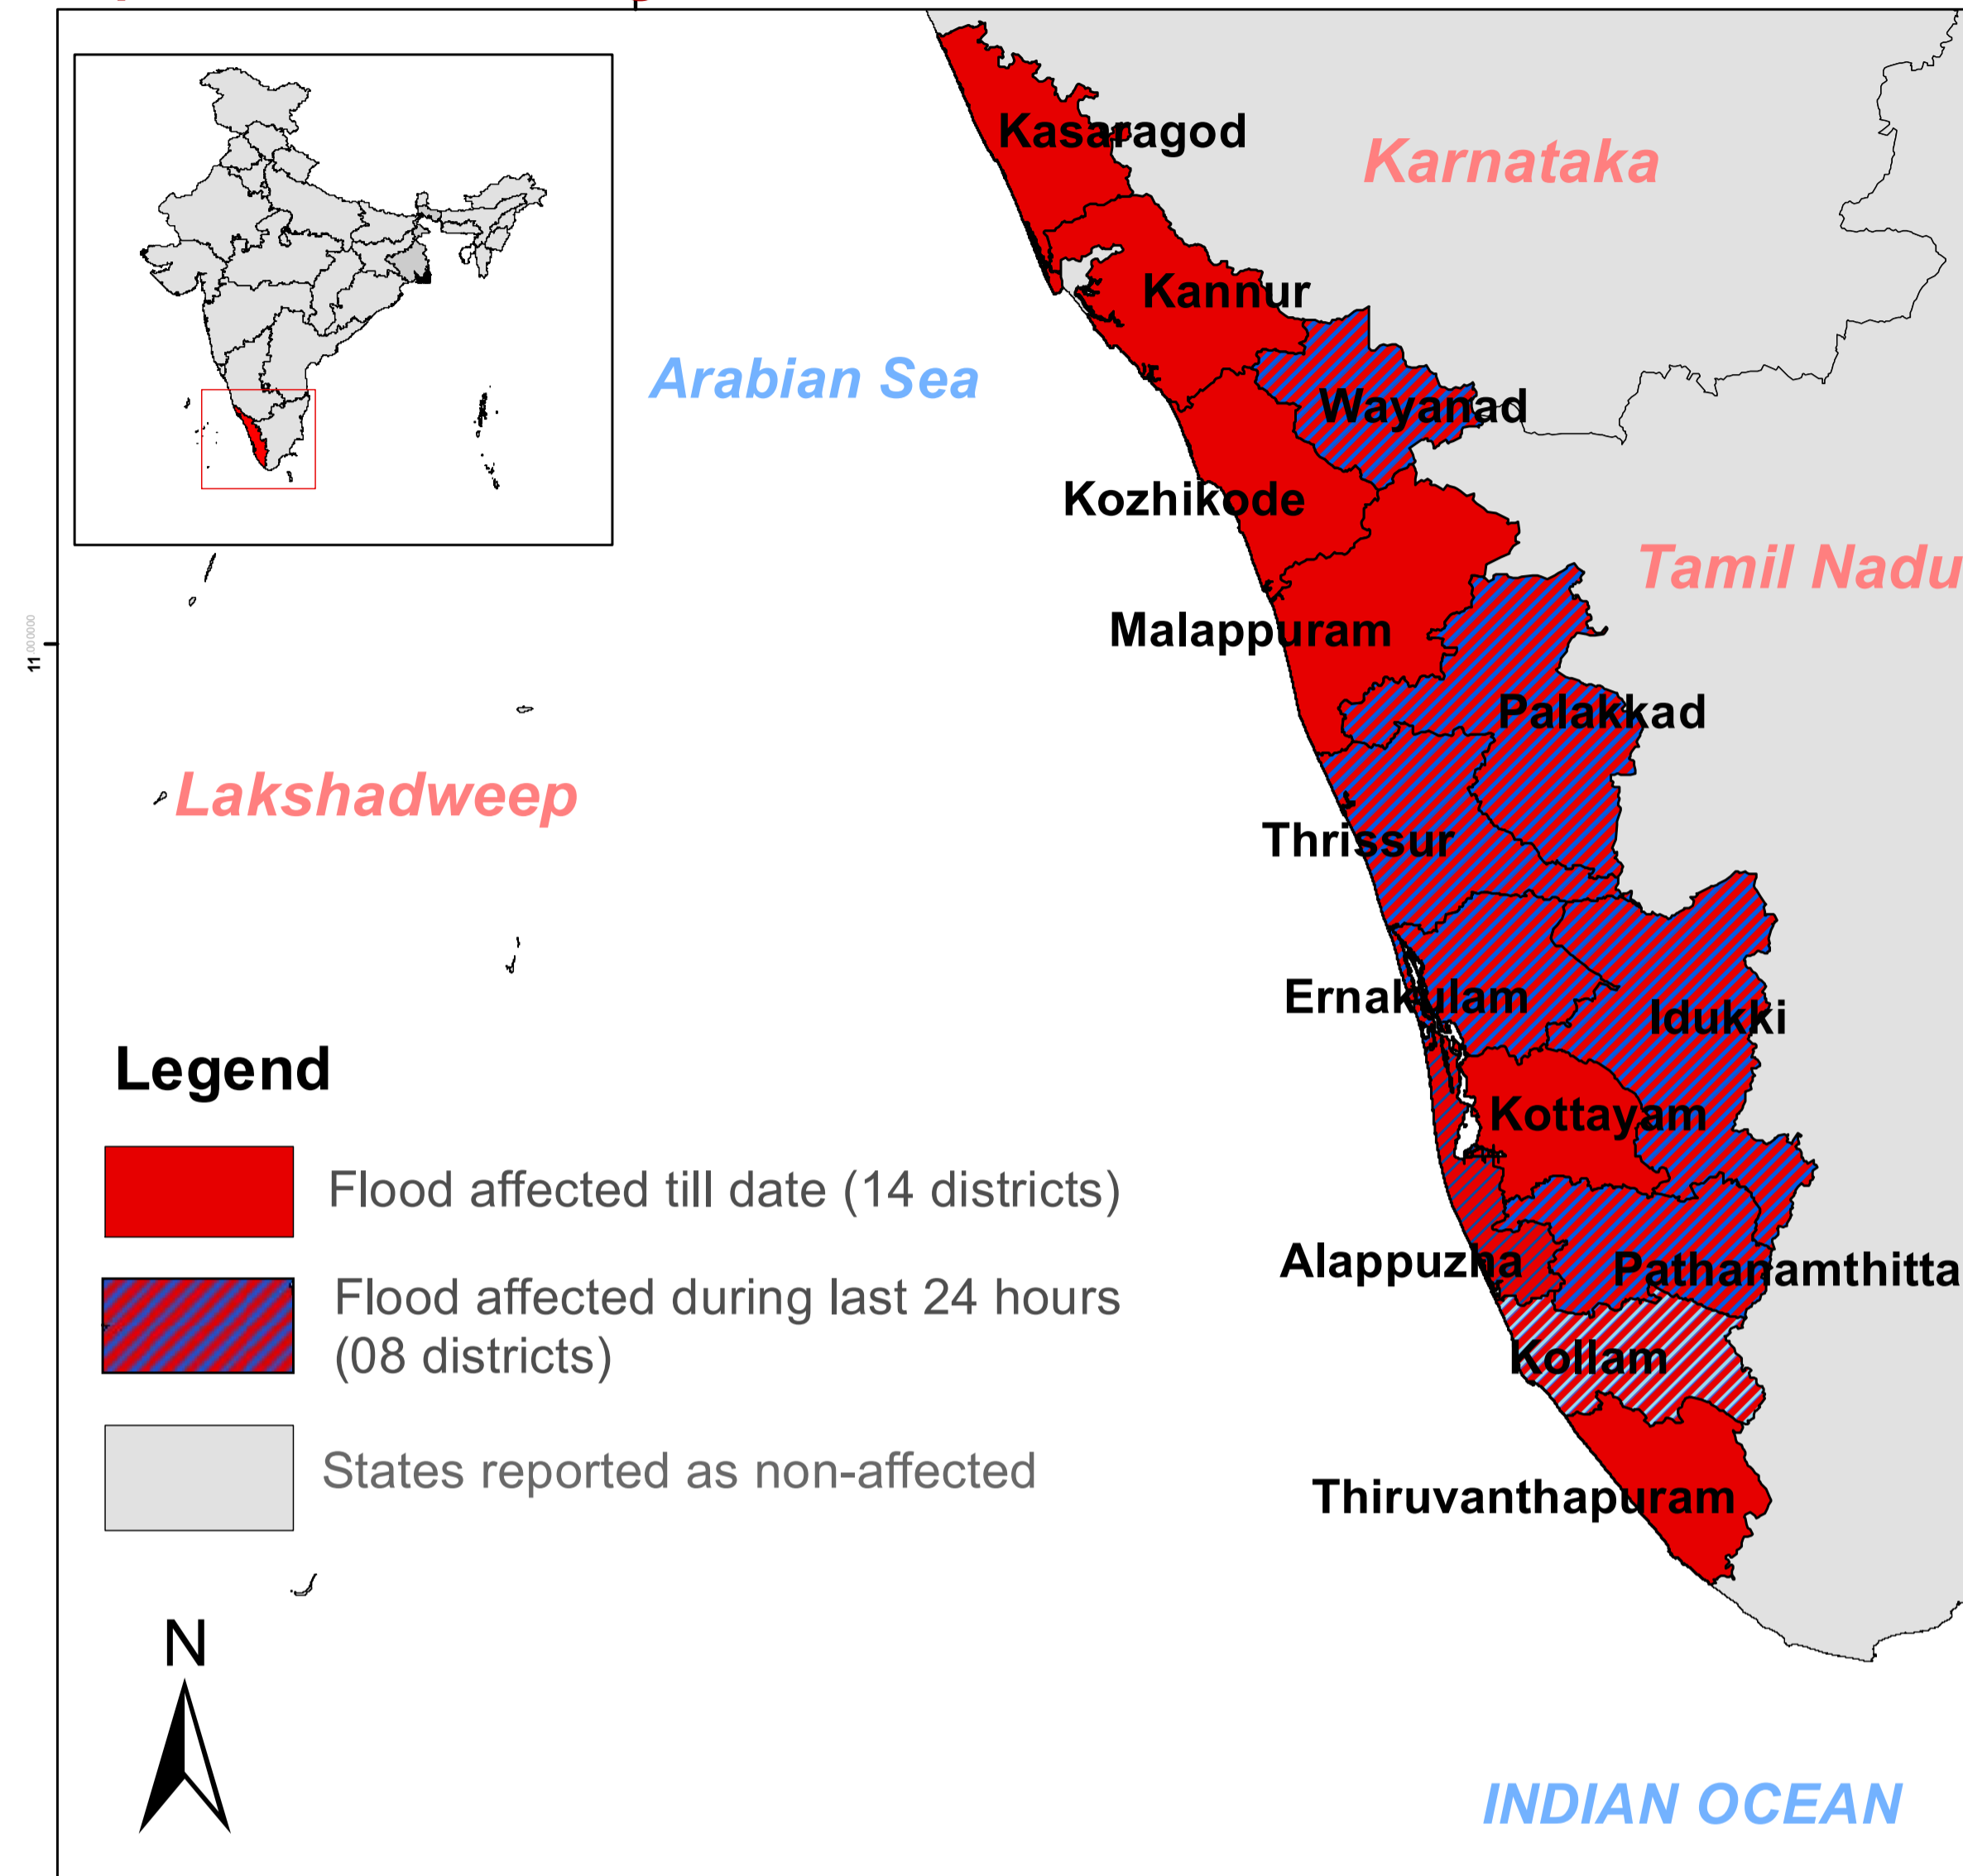 Kasaragod
Karnataka
Kannur
Arabian Sea
Wayanad
Kozhikode
Tamil Nadu
11.0000000
Malappuram
Palakkad
Lakshadweep
Thrissur
Ernakulam
Idukki
Legend
Kottayam
Flood affected till date (14 districts)
Alappuzha
Pathanamthitta
Flood affected during last 24 hours
(08 districts)
Kollam
States reported as non-affected
Thiruvanthapuram
N
INDIAN OCEAN